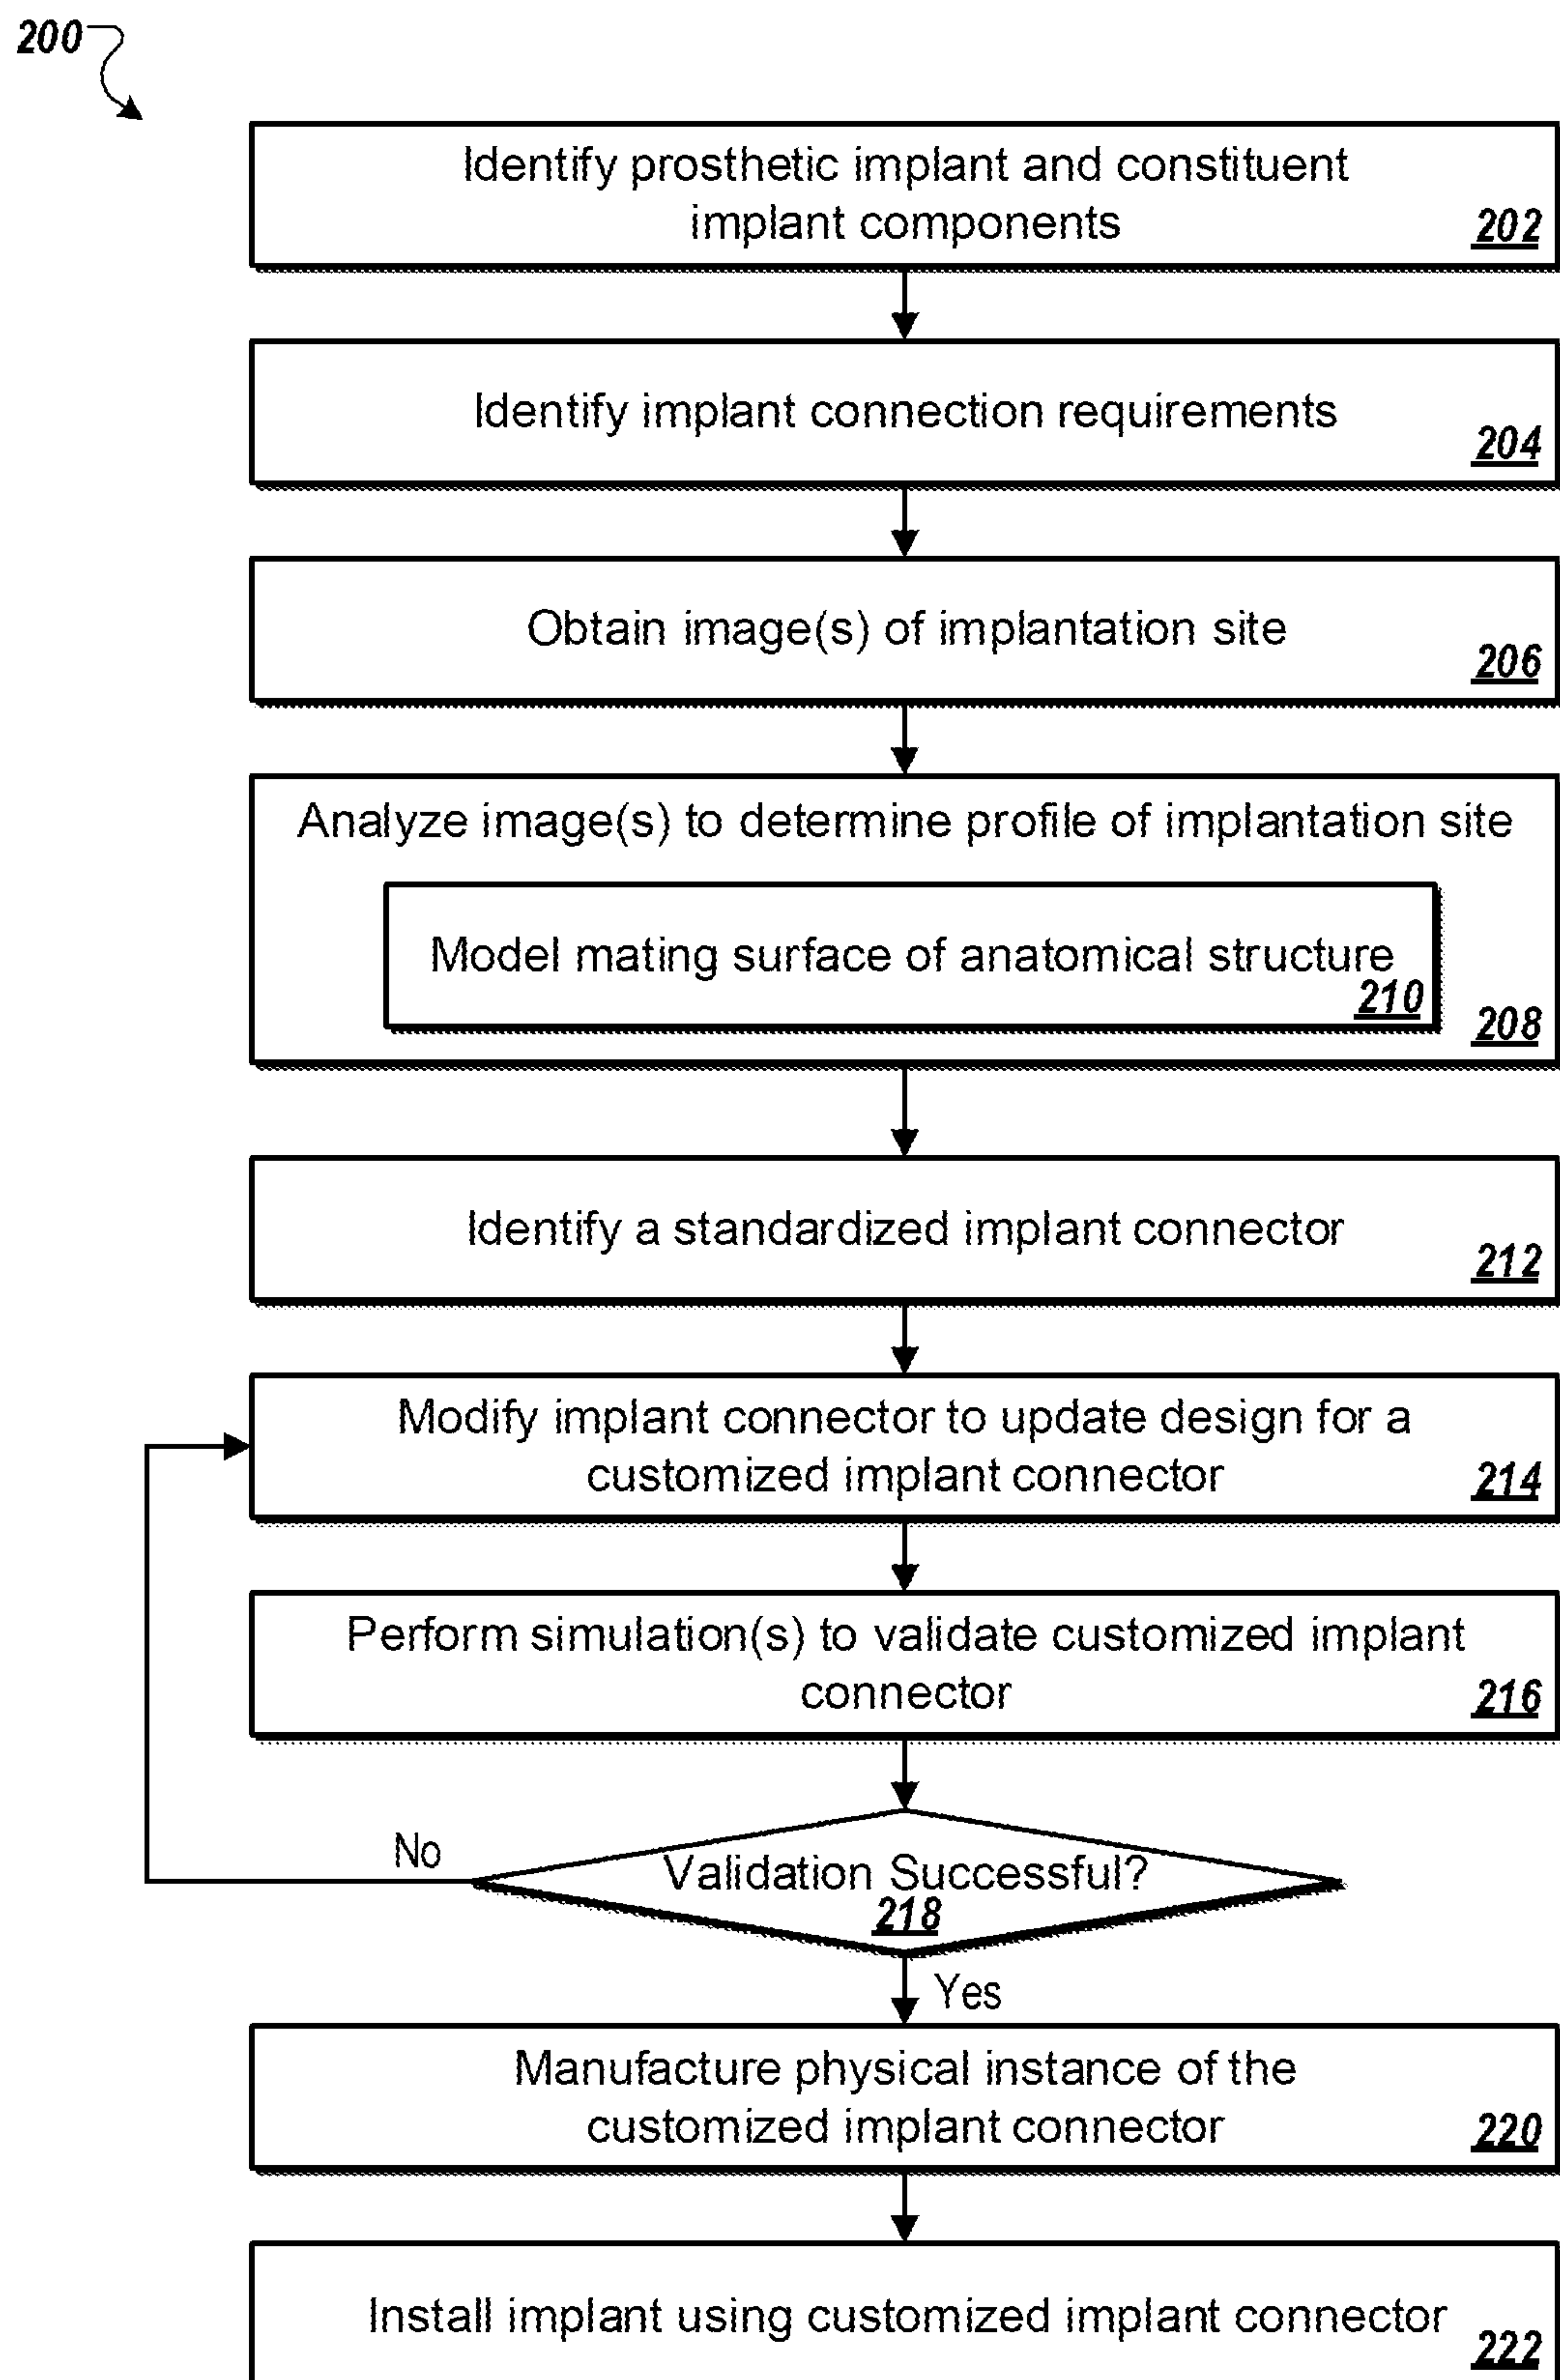 200
Identify prosthetic implant and constituent
implant components
202
Identify implant connection requirements
204
Obtain image(s) of implantation site
206
Analyze image(s) to determine profile of implantation site
Model mating surface of anatomical structure
210
208
Identify a standardized implant connector
212
Modify implant connector to update design for a
customized implant connector
214
Perform simulation(s) to validate customized implant
connector
216
No
Validation Successful?
218
Yes
Manufacture physical instance of the
customized implant connector
220
Install implant using customized implant connector
222